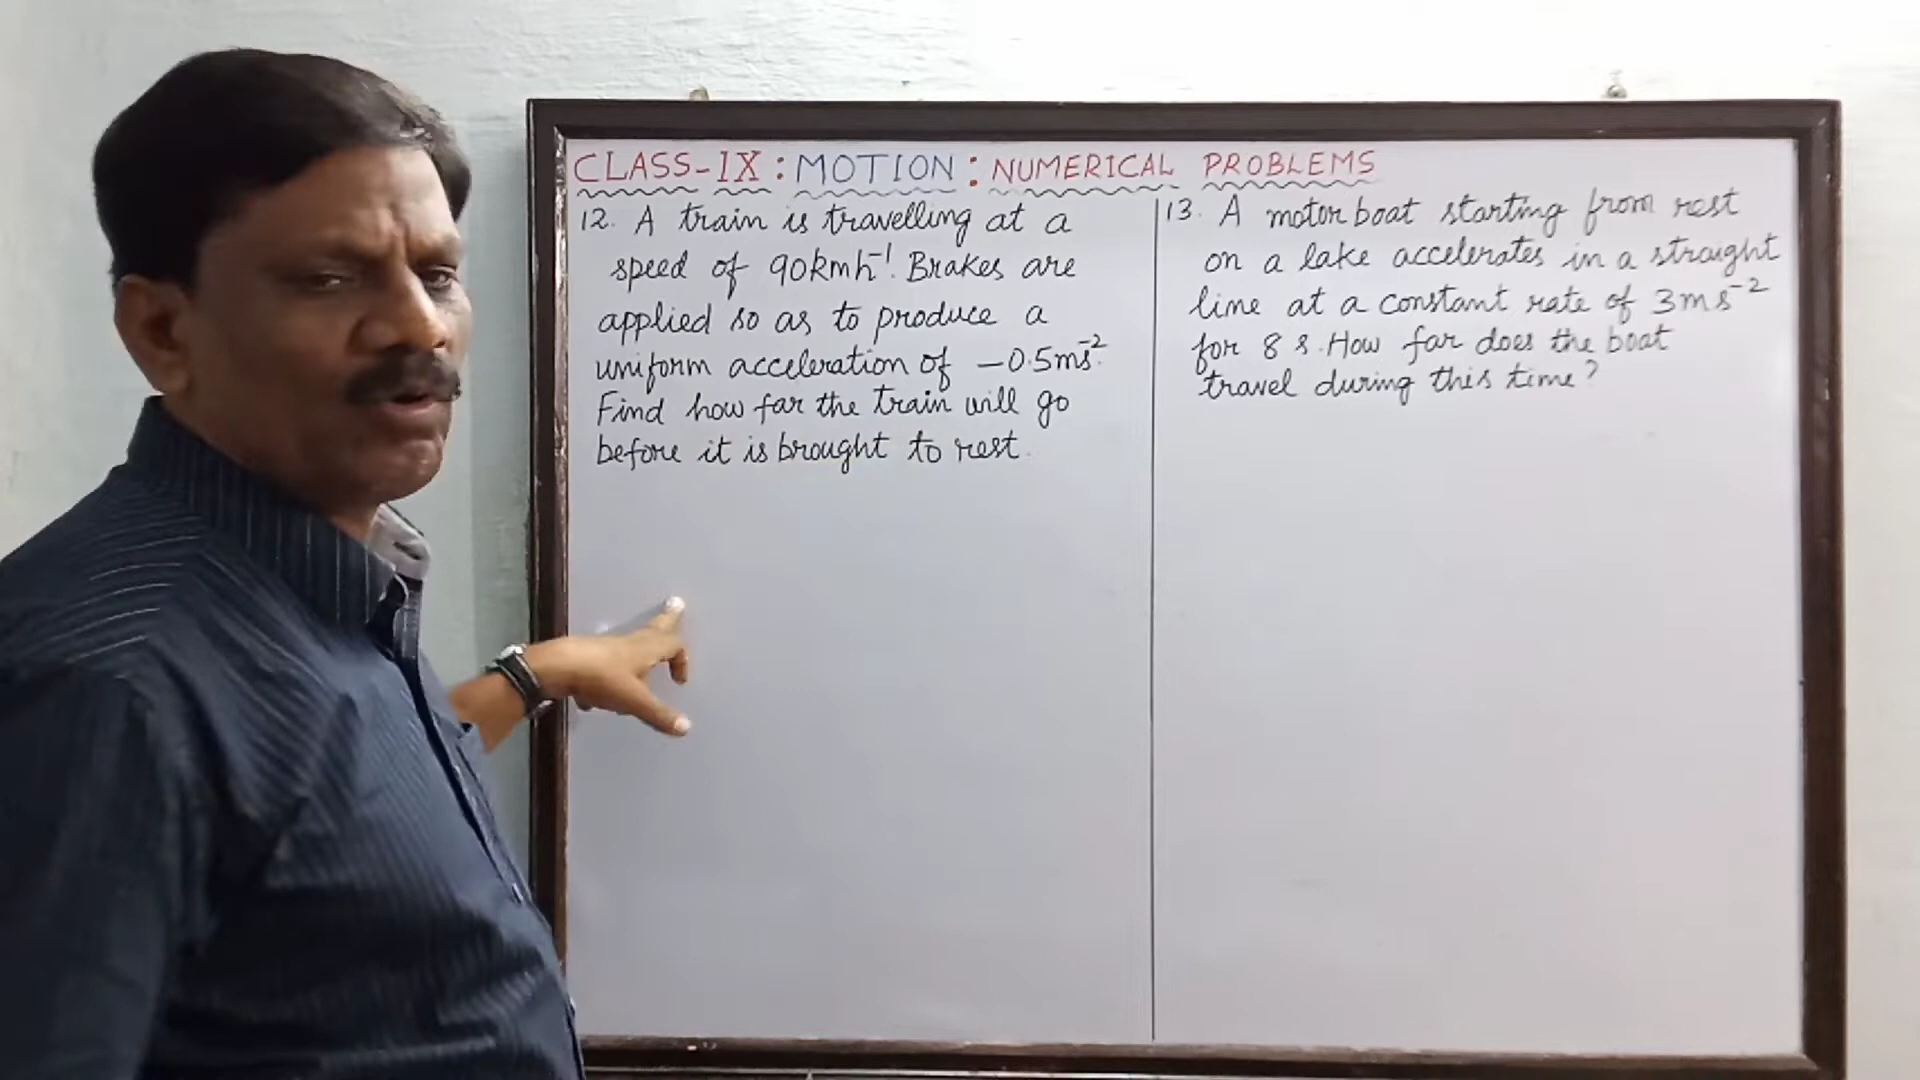 CLASS-IX : MOTION : NUMERICAL PROBLEMS
12. A train is travelling at a
speed of 90kmh⁻¹. Brakes are
applied so as to produce a
uniform acceleration of -0.5ms⁻².
Find how far the train will go
before it is brought to rest.
13. A motorboat starting from rest
on a lake accelerates in a straight
line at a constant rate of 3ms⁻²
for 8 s. How far does the boat
travel during this time?